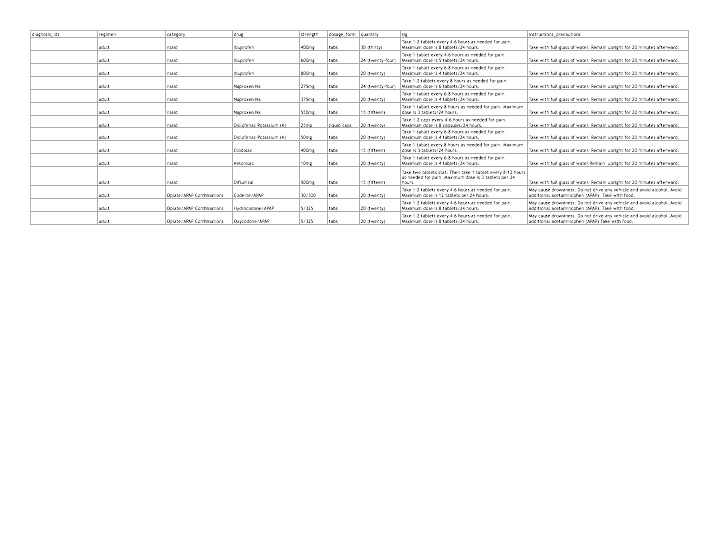 diagnosis_ids regimen category drug strength dosage_form quantity sig instructions_precautions
adult nsaid Ibuprofen 400mg tabs 30 (thirty) Take 1-2 tablets every 4-6 hours as needed for pain. Maximum dose is 8 tablets/24 hours. Take with full glass of water. Remain upright for 20 minutes afterward.
adult nsaid Ibuprofen 600mg tabs 24 (twenty-four) Take 1 tablet every 4-6 hours as needed for pain. Maximum dose is 5 tablets/24 hours. Take with full glass of water. Remain upright for 20 minutes afterward.
adult nsaid Ibuprofen 800mg tabs 20 (twenty) Take 1 tablet every 6-8 hours as needed for pain. Maximum dose is 4 tablets/24 hours. Take with full glass of water. Remain upright for 20 minutes afterward.
adult nsaid Naproxen Na 275mg tabs 24 (twenty-four) Take 1-2 tablets every 8 hours as needed for pain Maximum dose is 6 tablets/24 hours. Take with full glass of water. Remain upright for 20 minutes afterward.
adult nsaid Naproxen Na 375mg tabs 20 (twenty) Take 1 tablet every 6-8 hours as needed for pain. Maximum dose is 4 tablets/24 hours. Take with full glass of water. Remain upright for 20 minutes afterward.
adult nsaid Naproxen Na 550mg tabs 15 (fifteen) Take 1 tablet every 8 hours as needed for pain. Maximum dose is 3 tablets/24 hours. Take with full glass of water. Remain upright for 20 minutes afterward.
adult nsaid Diclofenac Potassium (K) 25mg liquid caps 20 (twenty) Take 1-2 caps every 4-6 hours as needed for pain Maximum dose is 8 capsules/24 hours. Take with full glass of water. Remain upright for 20 minutes afterward.
adult nsaid Diclofenac Potassium (K) 50mg tabs 20 (twenty) Take 1 tablet every 6-8 hours as needed for pain. Maximum dose is 4 tablets/24 hours. Take with full glass of water. Remain upright for 20 minutes afterward.
adult nsaid Etodolac 400mg tabs 20 (twenty) Take 1 tablet every 8 hours as needed for pain. Maximum dose is 3 tablets/24 hours. Take with full glass of water. Remain upright for 20 minutes afterward.
adult nsaid Ketorolac 10mg tabs 20 (twenty) Take 1 tablet every 6-8 hours as needed for pain. Maximum dose is 4 tablets/24 hours. Take with full glass of water.Remain upright for 20 minutes afterward.
adult nsaid Diflunisal 500mg tabs 15 (fifteen) Take two tablets stat. Then take 1 tablet every 8-12 hours as needed for pain. Maximum dose is 3 tablets per 24 hours. Take with full glass of water. Remain upright for 20 minutes afterward.
adult Opiate/APAP Combinations Codeine/APAP 30/300 tabs 20 (twenty) Take 1-2 tablets every 4-6 hours as needed for pain. Maximum dose is 12 tablets per 24 hours. May cause drowsiness. Do not drive any vehicle and avoid alcohol. Avoid additional acetaminophen (APAP). Take with food.
adult Opiate/APAP Combinations Hydrocodone/APAP 5/325 tabs 20 (twenty) Take 1-2 tablets every 4-6 hours as needed for pain. Maximum dose is 8 tablets/24 hours. May cause drowsiness. Do not drive any vehicle and avoid alcohol. Avoid additional acetaminophen (APAP). Take with food.
adult Opiate/APAP Combinations Oxycodone/APAP 5/325 tabs 20 (twenty) Take 1-2 tablets every 4-6 hours as needed for pain. Maximum dose is 8 tablets/24 hours. May cause drowsiness. Do not drive any vehicle and avoid alcohol. Avoid additional acetaminophen (APAP) Take with food.